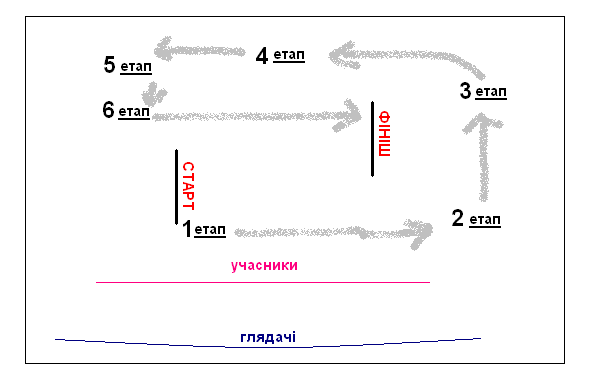 4 етап
5 етап
3 етап
6 етап
ФІНІШ
СТАРТ
2 етап
1 етап
учасники
глядачі